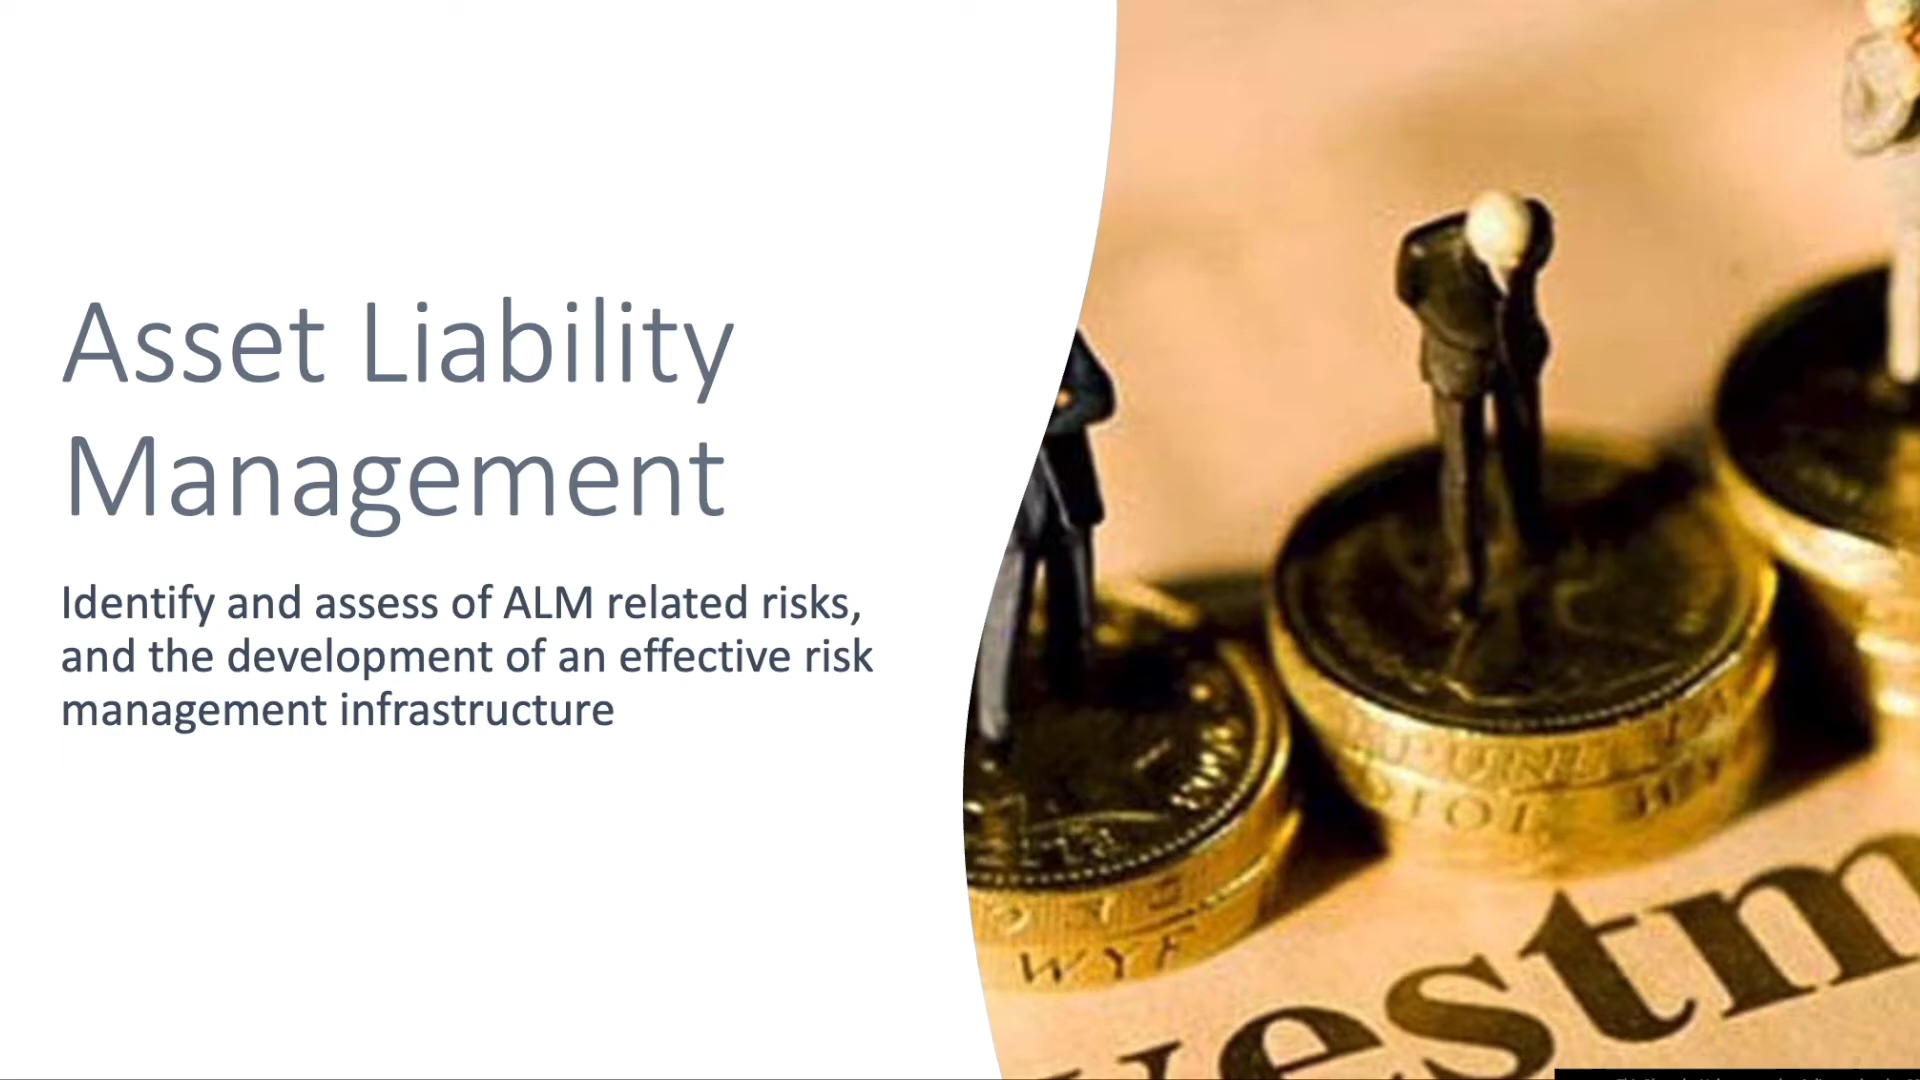 Asset Liability
Management
Identify and assess of ALM related risks,
and the development of an effective risk
management infrastructure
vestm